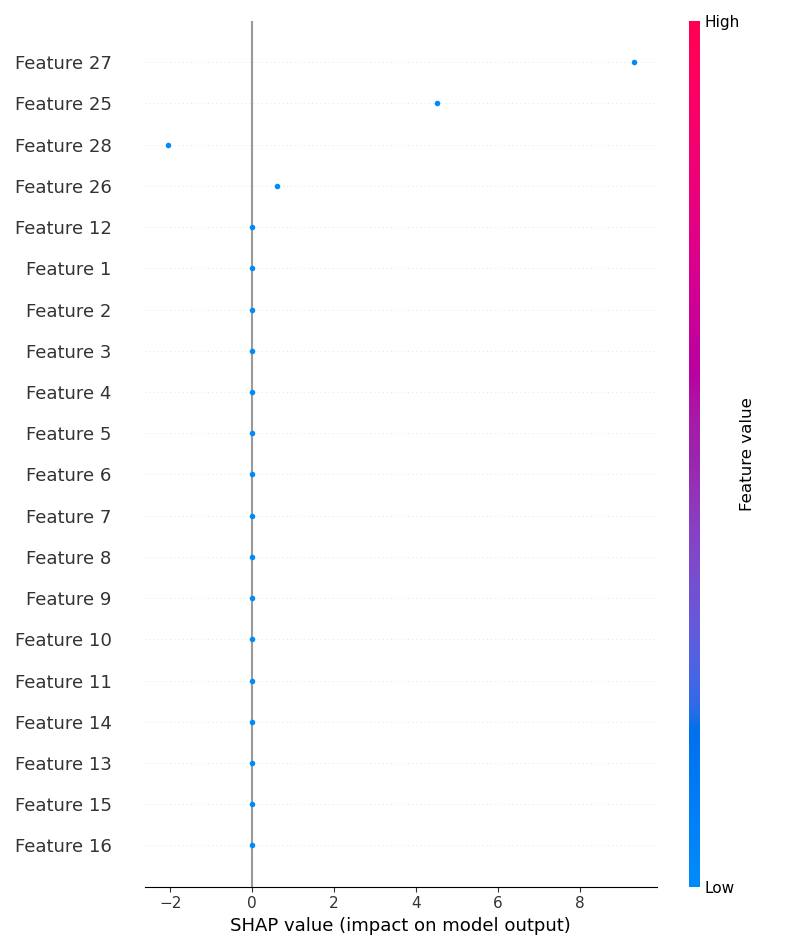 High
Feature 27
Feature 25
Feature 28
Feature 26
Feature 12
Feature 1
Feature 2
Feature 3
Feature 4
Feature 5
Feature 6
Feature 7
Feature 8
Feature 9
Feature 10
Feature 11
Feature 14
Feature 13
Feature 15
Feature 16
Feature value
Low
−2 0 2 4 6 8
SHAP value (impact on model output)